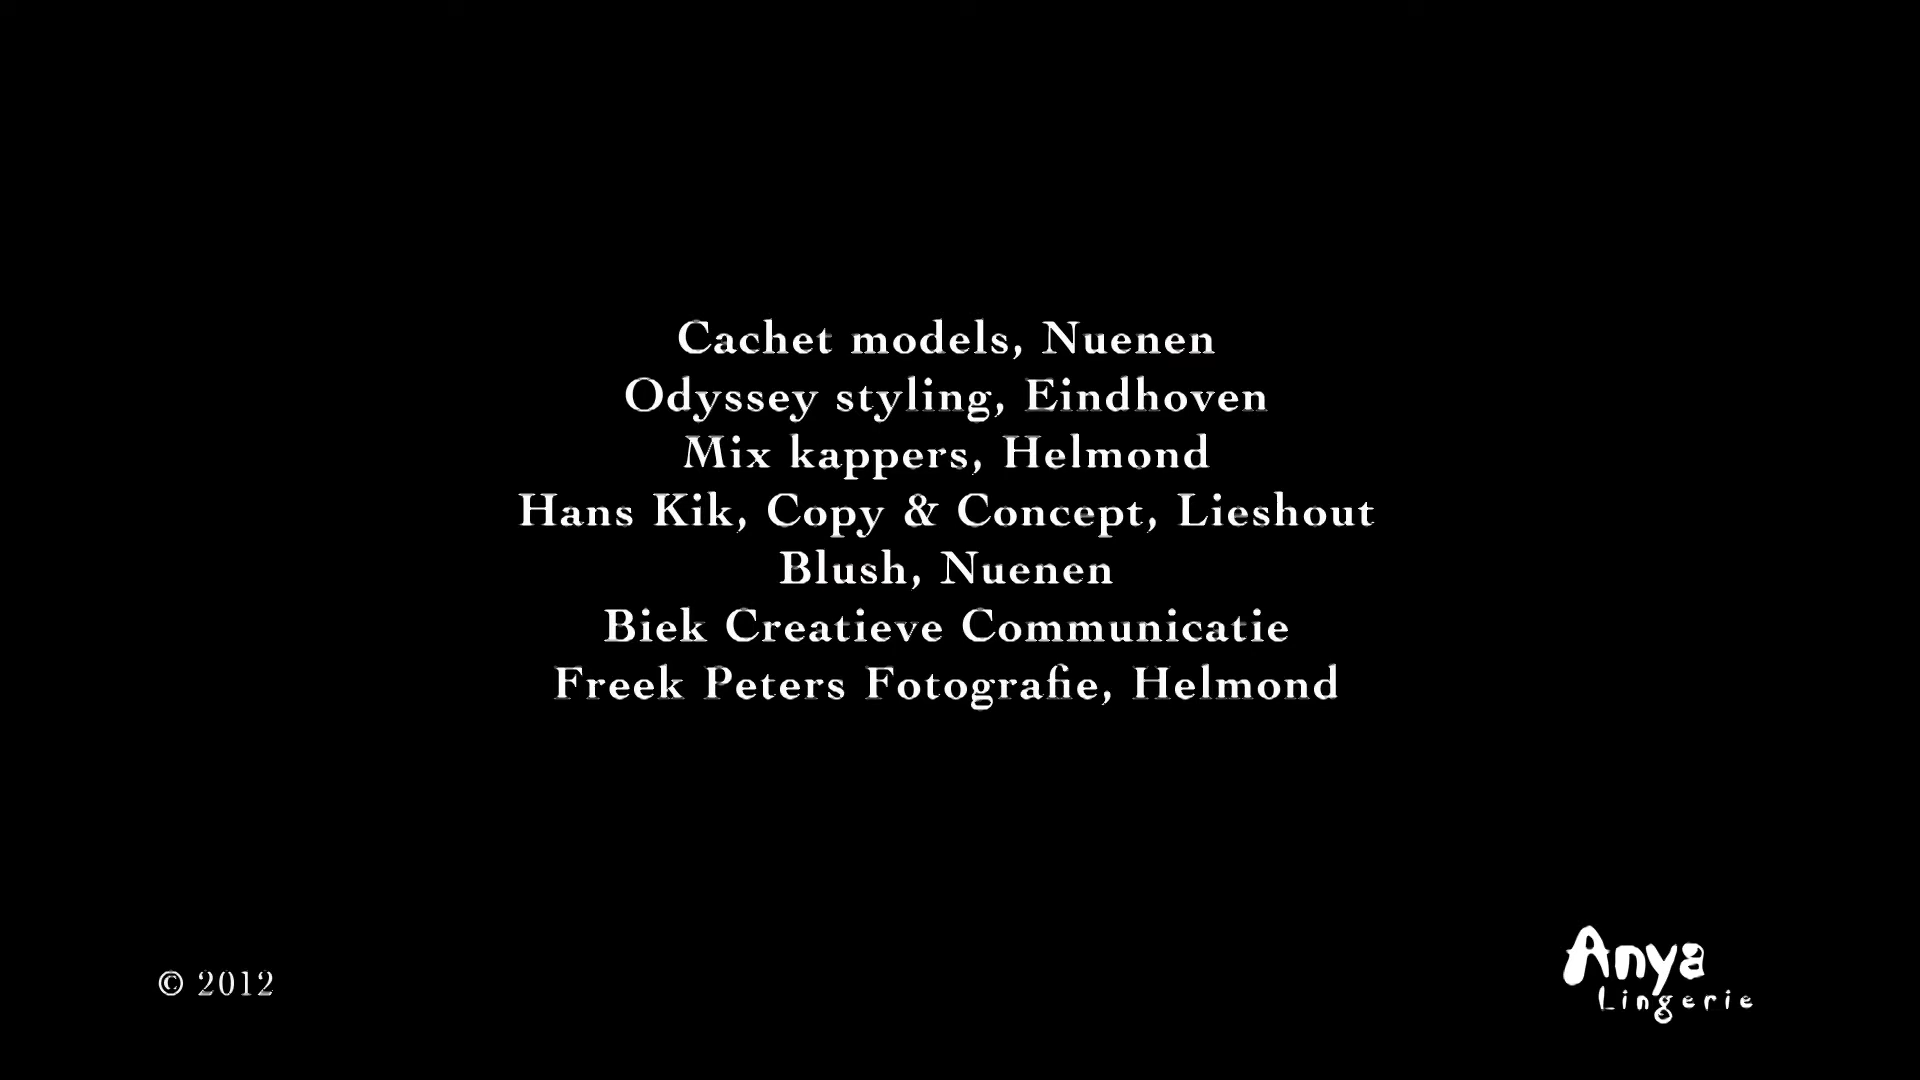 Cachet models, Nuenen
Odyssey styling, Eindhoven
Mix kappers, Helmond
Hans Kik, Copy & Concept, Lieshout
Blush, Nuenen
Biek Creatieve Communicatie
Freek Peters Fotografie, Helmond
© 2012
Anya
Lingerie